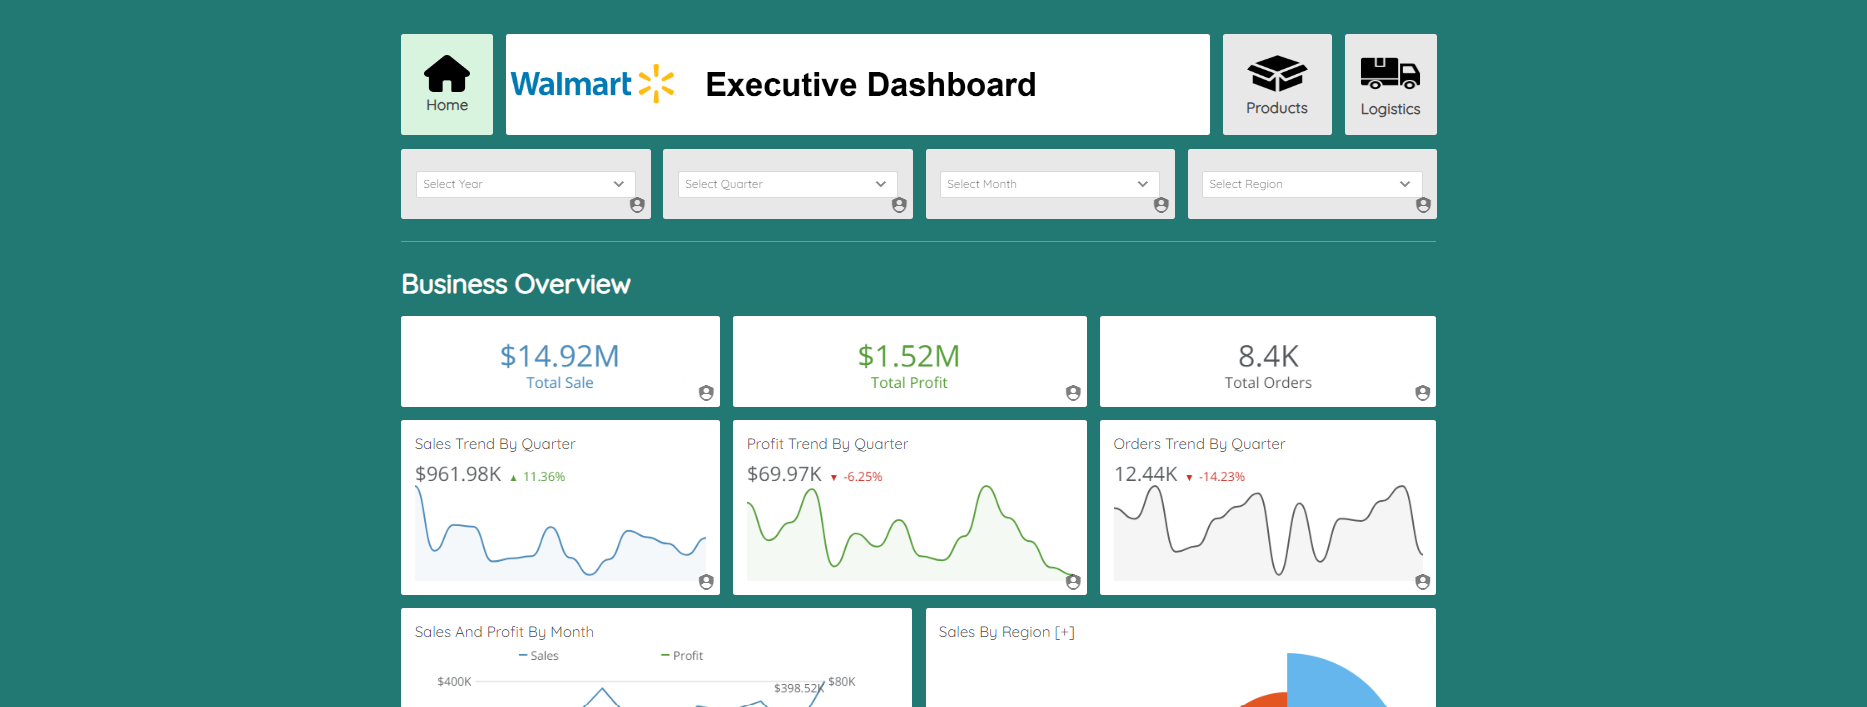 Home
Walmart
Executive Dashboard
Products
Logistics
Select Year
Select Quarter
Select Month
Select Region
Business Overview
$14.92M
Total Sale
$1.52M
Total Profit
8.4K
Total Orders
Sales Trend By Quarter
$961.98K ▲ 11.36%
Profit Trend By Quarter
$69.97K ▼ -6.25%
Orders Trend By Quarter
12.44K ▼ -14.23%
Sales And Profit By Month
Sales
Profit
$400K
$398.52K
$80K
Sales By Region [+]